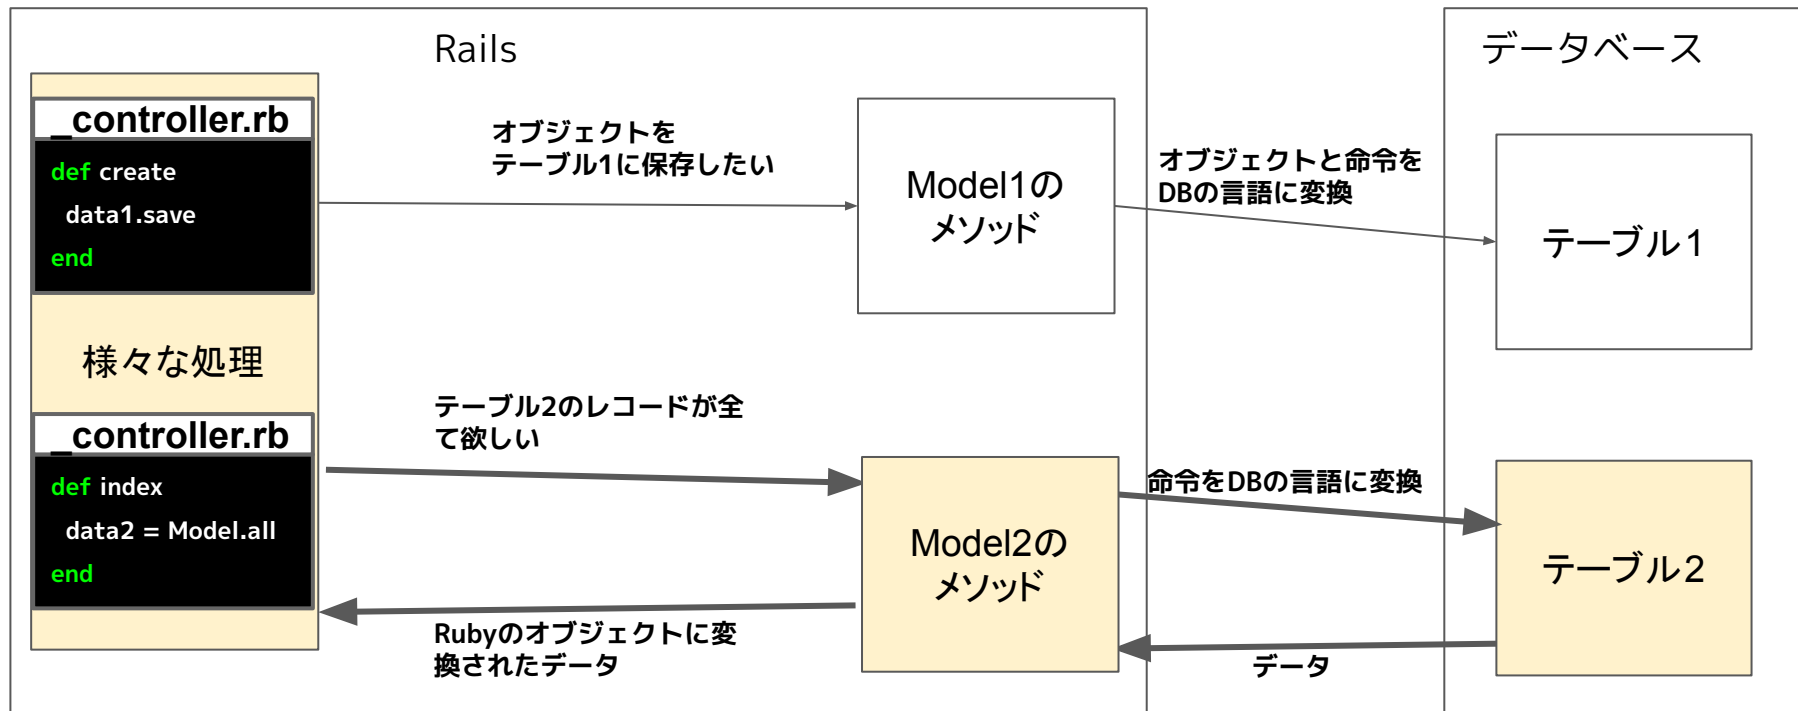 Rails
データベース
_controller.rb
def create
data1.save
end
オブジェクトを
テーブル1に保存したい
Model1の
メソッド
オブジェクトと命令を
DBの言語に変換
テーブル1
様々な処理
_controller.rb
def index
data2 = Model.all
end
テーブル2のレコードが全
て欲しい
Model2の
メソッド
命令をDBの言語に変換
テーブル2
Rubyのオブジェクトに変
換されたデータ
データ